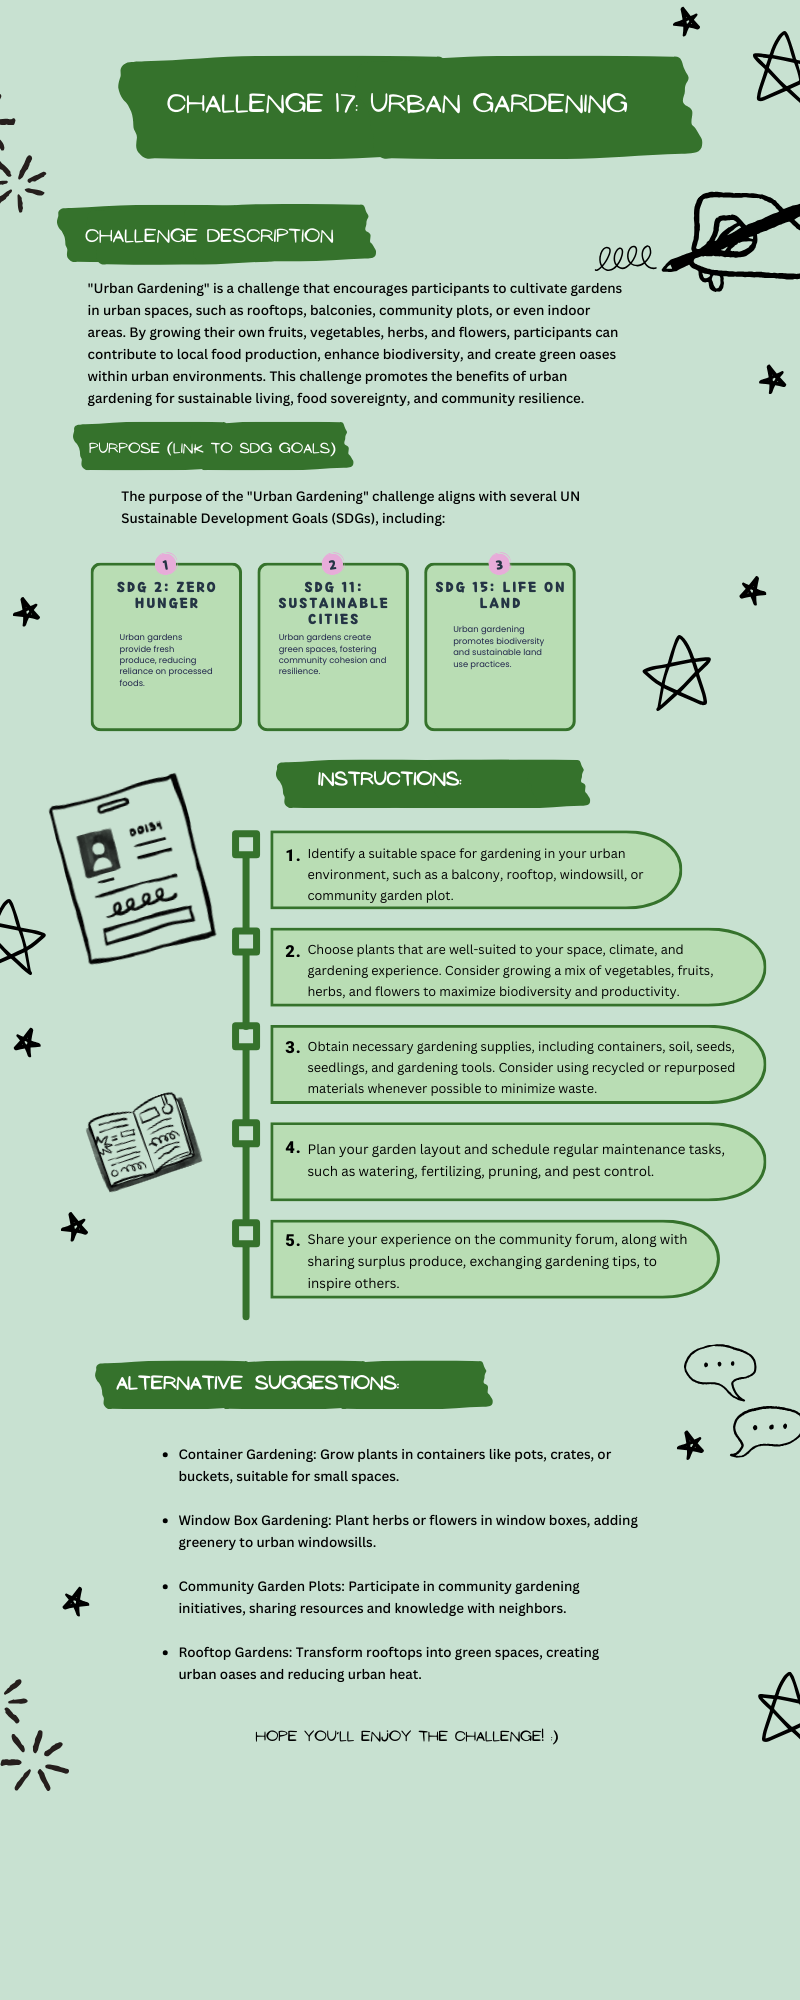 CHALLENGE 17: URBAN GARDENING
CHALLENGE DESCRIPTION
"Urban Gardening" is a challenge that encourages participants to cultivate gardens
in urban spaces, such as rooftops, balconies, community plots, or even indoor
areas. By growing their own fruits, vegetables, herbs, and flowers, participants can
contribute to local food production, enhance biodiversity, and create green oases
within urban environments. This challenge promotes the benefits of urban
gardening for sustainable living, food sovereignty, and community resilience.
PURPOSE (LINK TO SDG GOALS)
The purpose of the "Urban Gardening" challenge aligns with several UN
Sustainable Development Goals (SDGs), including:
1
SDG 2: ZERO
HUNGER
Urban gardens
provide fresh
produce, reducing
reliance on processed
foods.
2
SDG 11:
SUSTAINABLE
CITIES
Urban gardens create
green spaces, fostering
community cohesion and
resilience.
3
SDG 15: LIFE ON
LAND
Urban gardening
promotes biodiversity
and sustainable land
use practices.
INSTRUCTIONS:
1. Identify a suitable space for gardening in your urban
environment, such as a balcony, rooftop, windowsill, or
community garden plot.
2. Choose plants that are well-suited to your space, climate, and
gardening experience. Consider growing a mix of vegetables, fruits,
herbs, and flowers to maximize biodiversity and productivity.
3. Obtain necessary gardening supplies, including containers, soil, seeds,
seedlings, and gardening tools. Consider using recycled or repurposed
materials whenever possible to minimize waste.
4. Plan your garden layout and schedule regular maintenance tasks,
such as watering, fertilizing, pruning, and pest control.
5. Share your experience on the community forum, along with
sharing surplus produce, exchanging gardening tips, to
inspire others.
ALTERNATIVE SUGGESTIONS:
• Container Gardening: Grow plants in containers like pots, crates, or
buckets, suitable for small spaces.
• Window Box Gardening: Plant herbs or flowers in window boxes, adding
greenery to urban windowsills.
• Community Garden Plots: Participate in community gardening
initiatives, sharing resources and knowledge with neighbors.
• Rooftop Gardens: Transform rooftops into green spaces, creating
urban oases and reducing urban heat.
HOPE YOU'LL ENJOY THE CHALLENGE! :)